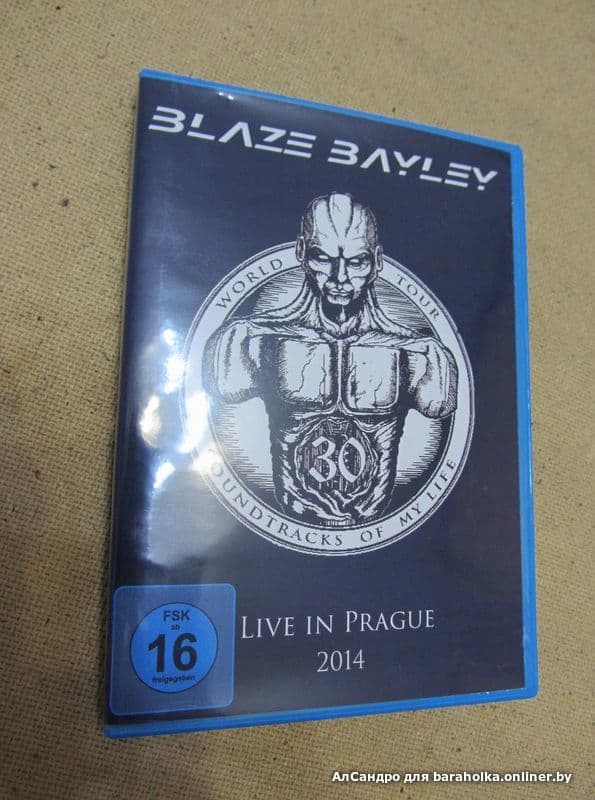 BLAZE BAYLEY
WORLD TOUR
30
SOUNDTRACKS OF MY LIFE
LIVE IN PRAGUE
2014
FSK
ab
16
freigegeben
АлСандро для baraholka.onliner.by